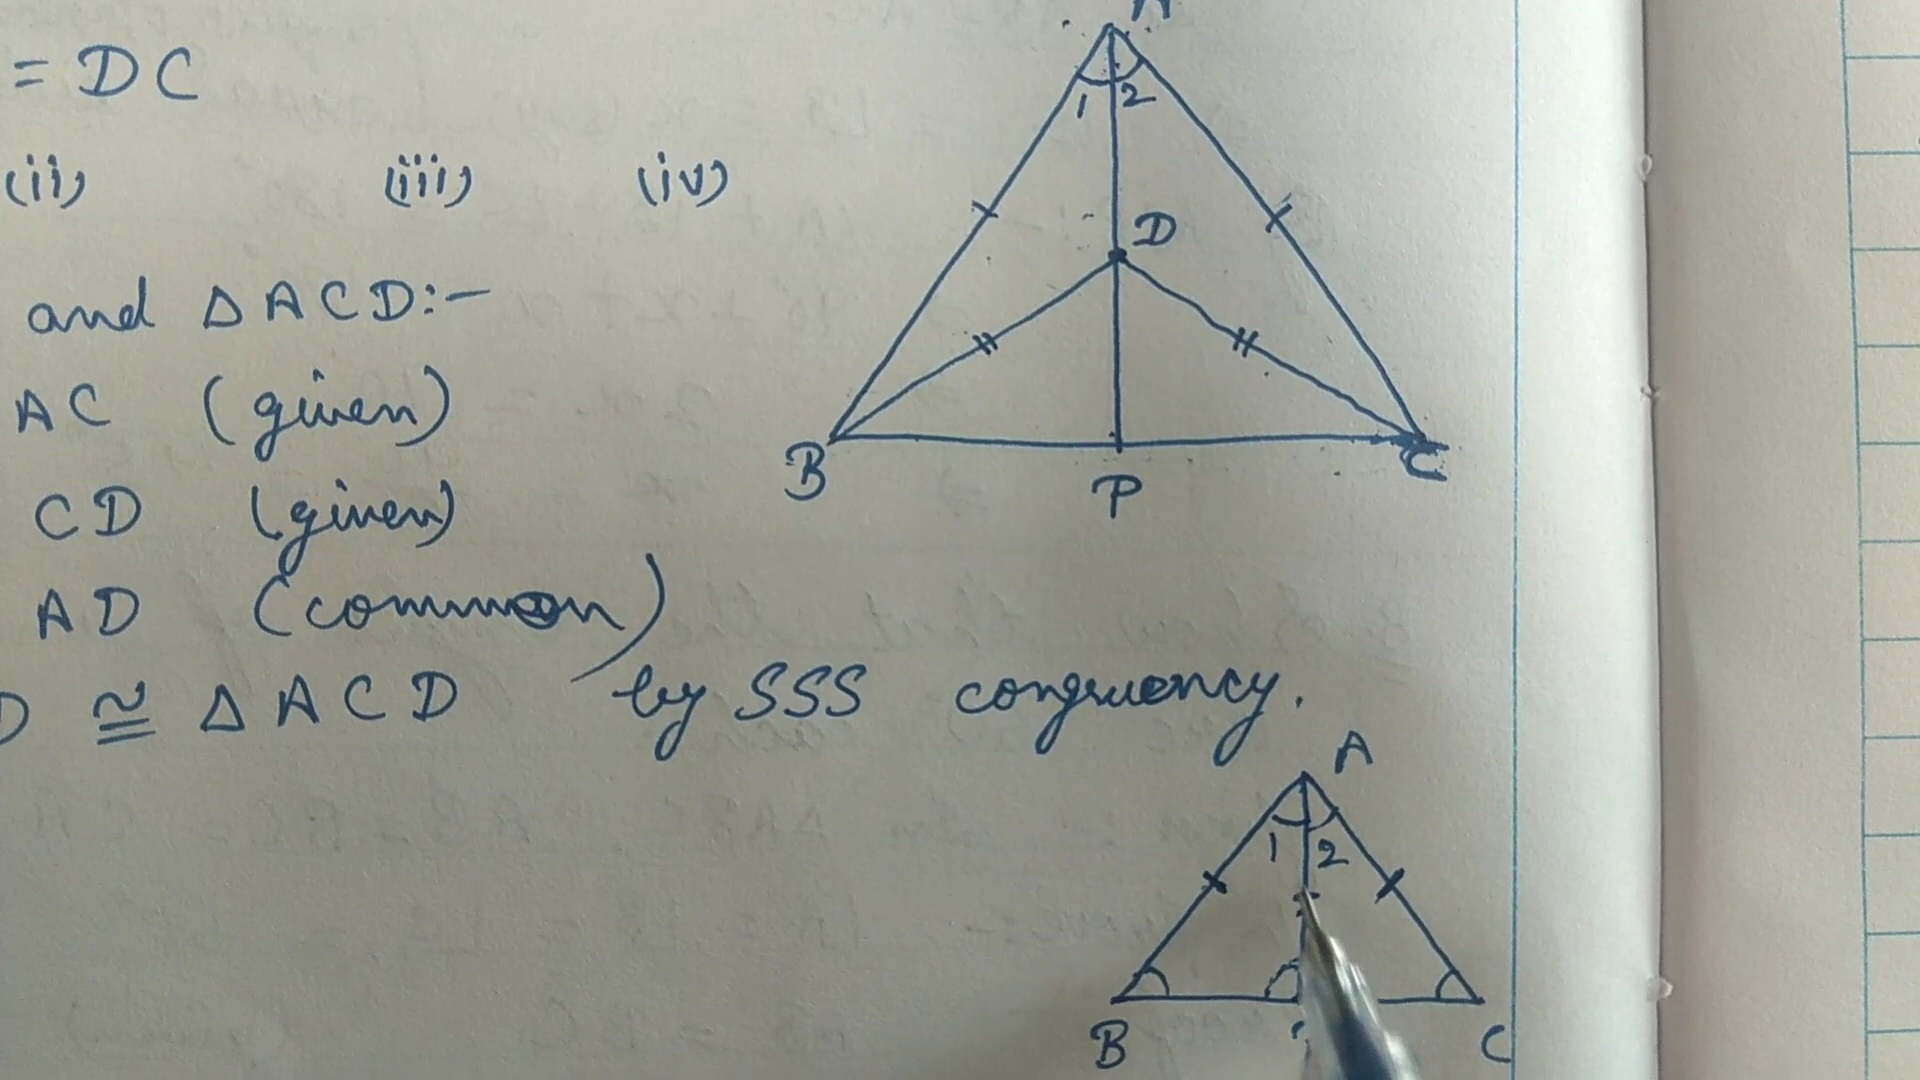 = DC
(ii) (iii) (iv)
and △ACD:-
AC (given)
CD (given)
AD (common)
D ≅ △ACD by SSS congruency.
A
1 2
D
B P C
A
1 2
B C